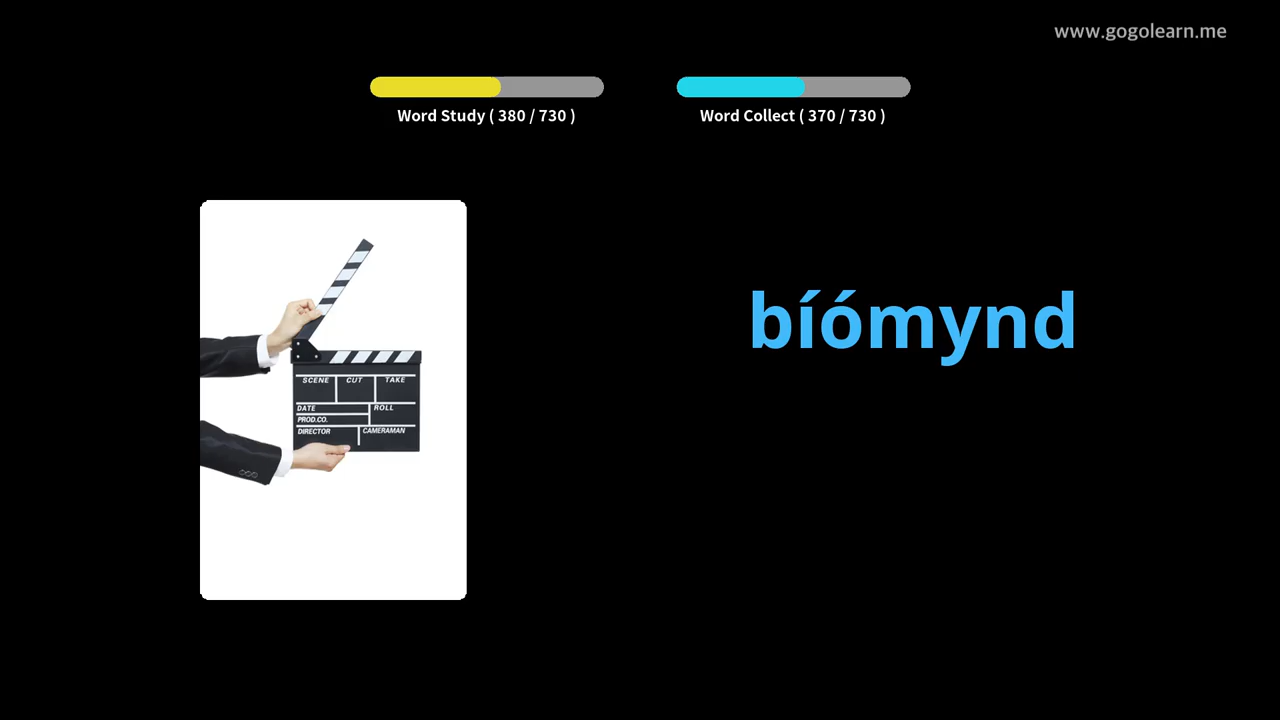 www.gogolearn.me
Word Study ( 380 / 730 )
Word Collect ( 370 / 730 )
bíómynd
SCENE CUT TAKE
DATE ROLL
PROD.CO.
DIRECTOR CAMERAMAN